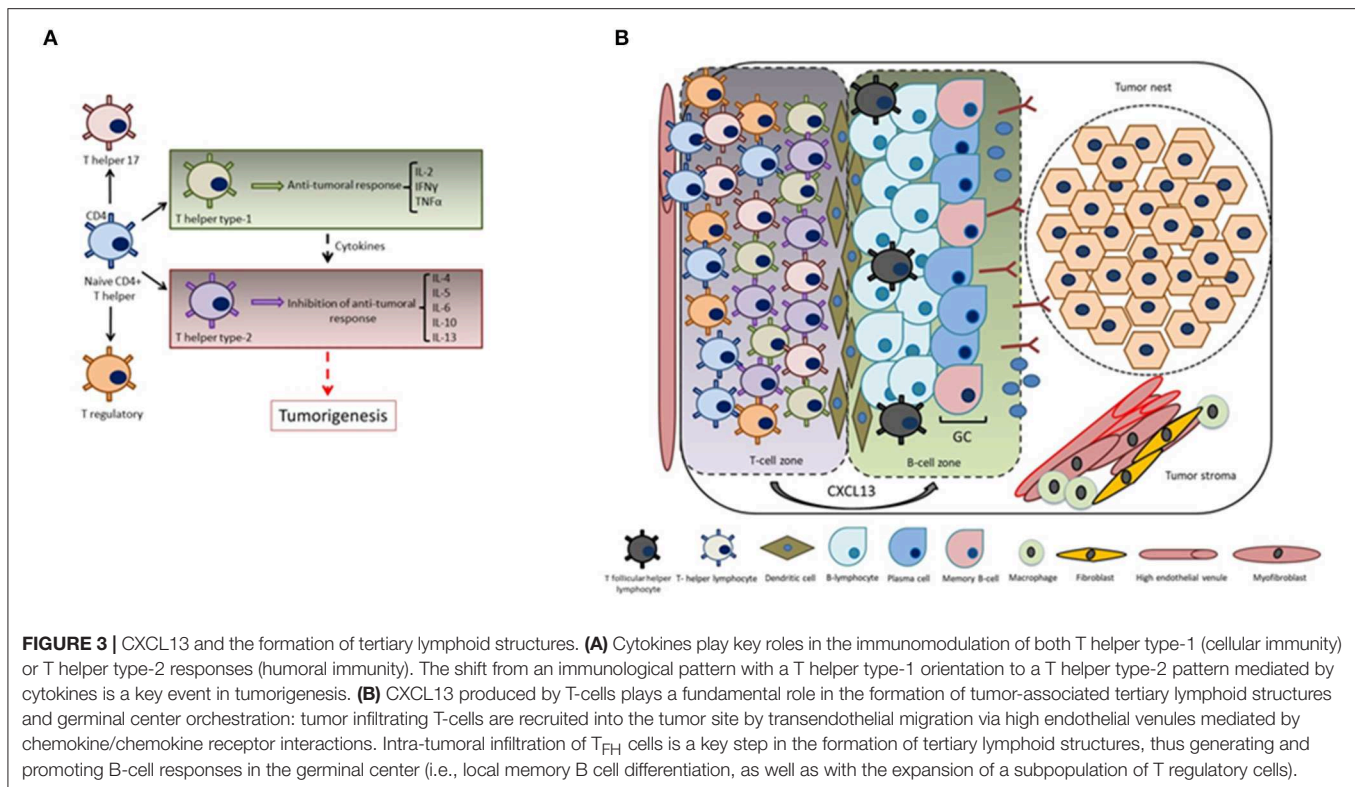 A
T helper 17
CD4
Naive CD4+
T helper
T regulatory
T helper type-1
Anti-tumoral response
IL-2
IFNγ
TNFα
Cytokines
T helper type-2
Inhibition of anti-tumoral
response
IL-4
IL-5
IL-6
IL-10
IL-13
Tumorigenesis
B
Tumor nest
T-cell zone
GC
B-cell zone
CXCL13
Tumor stroma
T follicular helper
lymphocyte
T- helper lymphocyte
Dendritic cell
B-lymphocyte
Plasma cell
Memory B-cell
Macrophage
Fibroblast
High endothelial venule
Myofibroblast
FIGURE 3 | CXCL13 and the formation of tertiary lymphoid structures. (A) Cytokines play key roles in the immunomodulation of both T helper type-1 (cellular immunity)
or T helper type-2 responses (humoral immunity). The shift from an immunological pattern with a T helper type-1 orientation to a T helper type-2 pattern mediated by
cytokines is a key event in tumorigenesis. (B) CXCL13 produced by T-cells plays a fundamental role in the formation of tumor-associated tertiary lymphoid structures
and germinal center orchestration: tumor infiltrating T-cells are recruited into the tumor site by transendothelial migration via high endothelial venules mediated by
chemokine/chemokine receptor interactions. Intra-tumoral infiltration of TFH cells is a key step in the formation of tertiary lymphoid structures, thus generating and
promoting B-cell responses in the germinal center (i.e., local memory B cell differentiation, as well as with the expansion of a subpopulation of T regulatory cells).